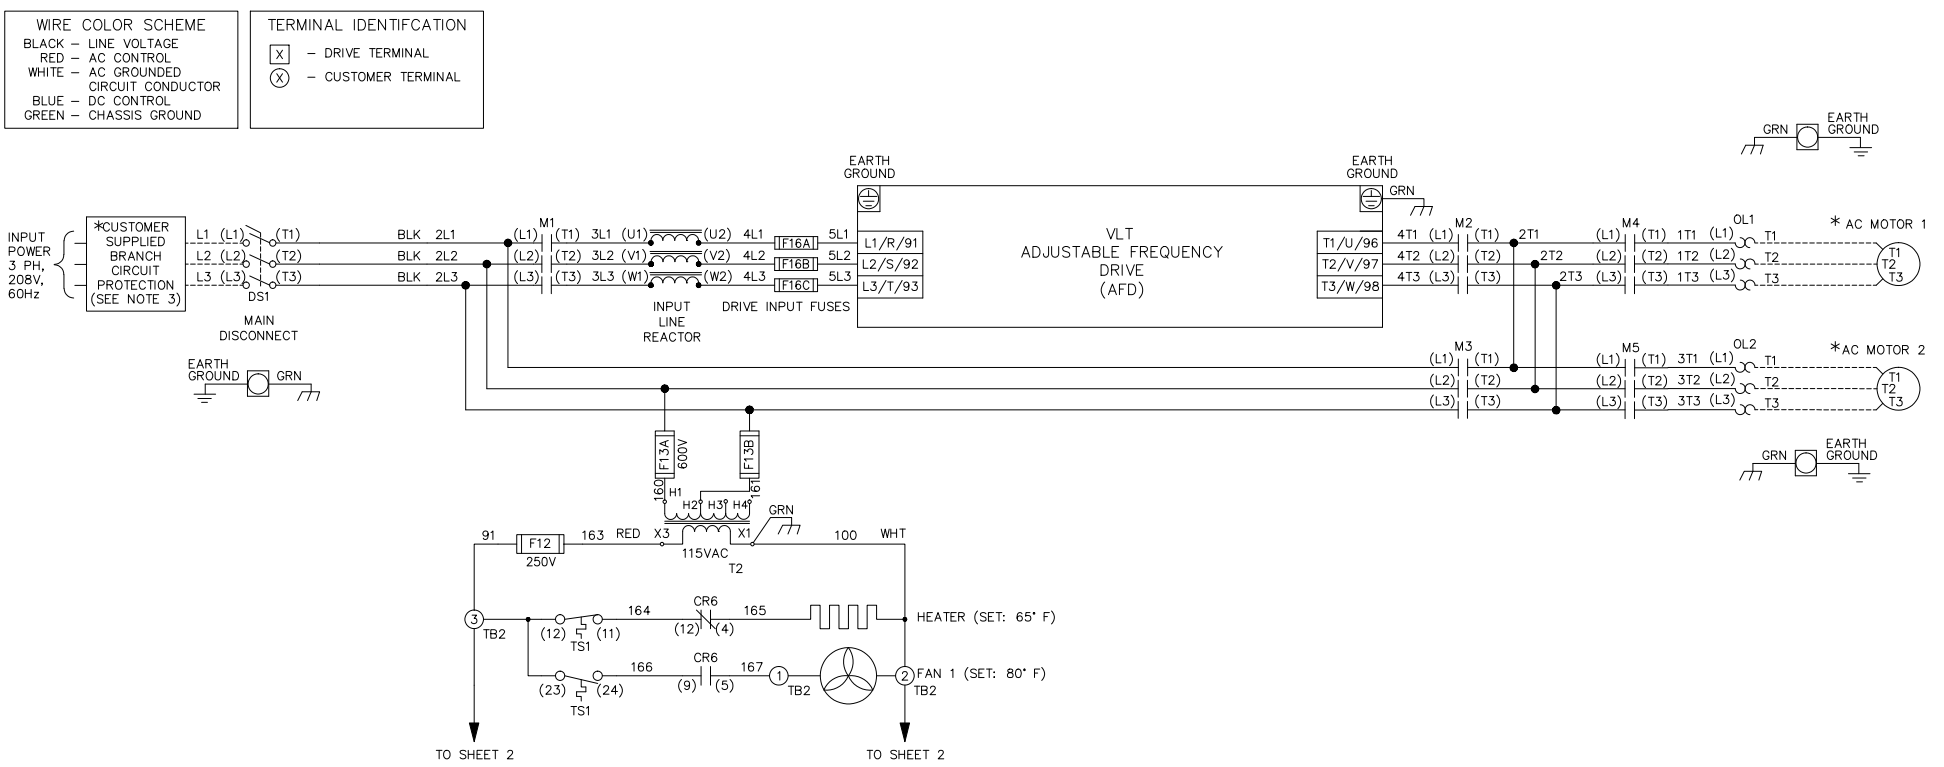 WIRE COLOR SCHEME
BLACK – LINE VOLTAGE
RED – AC CONTROL
WHITE – AC GROUNDED
CIRCUIT CONDUCTOR
BLUE – DC CONTROL
GREEN – CHASSIS GROUND
TERMINAL IDENTIFCATION
X – DRIVE TERMINAL
X – CUSTOMER TERMINAL
INPUT
POWER
3 PH,
208V,
60Hz
*CUSTOMER
SUPPLIED
BRANCH
CIRCUIT
PROTECTION
(SEE NOTE 3)
L1 (L1) (T1) BLK 2L1 (L1) M1 (T1) 3L1 (U1) (U2) 4L1 F16A 5L1 L1/R/91
L2 (L2) (T2) BLK 2L2 (L2) (T2) 3L2 (V1) (V2) 4L2 F16B 5L2 L2/S/92
L3 (L3) (T3) BLK 2L3 (L3) (T3) 3L3 (W1) (W2) 4L3 F16C 5L3 L3/T/93
DS1
MAIN
DISCONNECT
INPUT
LINE
REACTOR
DRIVE INPUT FUSES
EARTH
GROUND
GRN
EARTH
GROUND
VLT
ADJUSTABLE FREQUENCY
DRIVE
(AFD)
EARTH
GROUND
GRN
GRN
EARTH
GROUND
T1/U/96 4T1 (L1) M2 (T1) 2T1 (L1) M4 (T1) 1T1 (L1) OL1 T1
T2/V/97 4T2 (L2) (T2) 2T2 (L2) (T2) 1T2 (L2) T2
T3/W/98 4T3 (L3) (T3) 2T3 (L3) (T3) 1T3 (L3) T3
* AC MOTOR 1
T1
T2
T3
(L1) M3 (T1) (L1) M5 (T1) 3T1 (L1) OL2 T1
(L2) (T2) (L2) (T2) 3T2 (L2) T2
(L3) (T3) (L3) (T3) 3T3 (L3) T3
*AC MOTOR 2
T1
T2
T3
GRN
EARTH
GROUND
F13A
600V
F13B
160
161
H1
H2 H3 H4
GRN
91 F12 163 RED X3 X1 100 WHT
250V
115VAC
T2
3
TB2
(12) (11) 164 CR6 165
TS1
(12) (4)
HEATER (SET: 65° F)
(23) (24) 166 CR6 167 1
TS1
(9) (5)
TB2
2
TB2
FAN 1 (SET: 80° F)
TO SHEET 2
TO SHEET 2